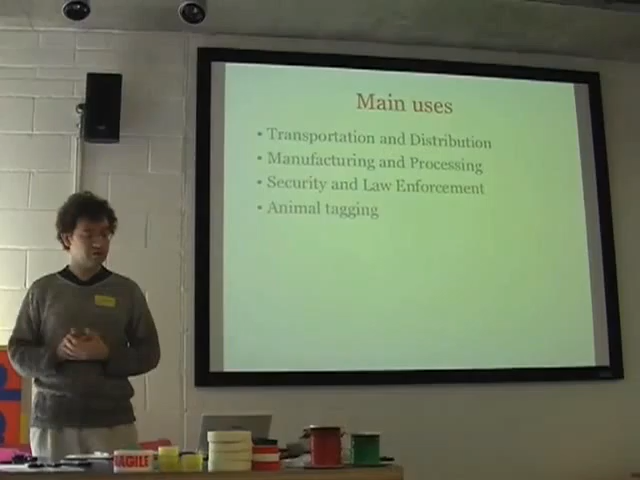 Main uses
• Transportation and Distribution
• Manufacturing and Processing
• Security and Law Enforcement
• Animal tagging
FRAGILE